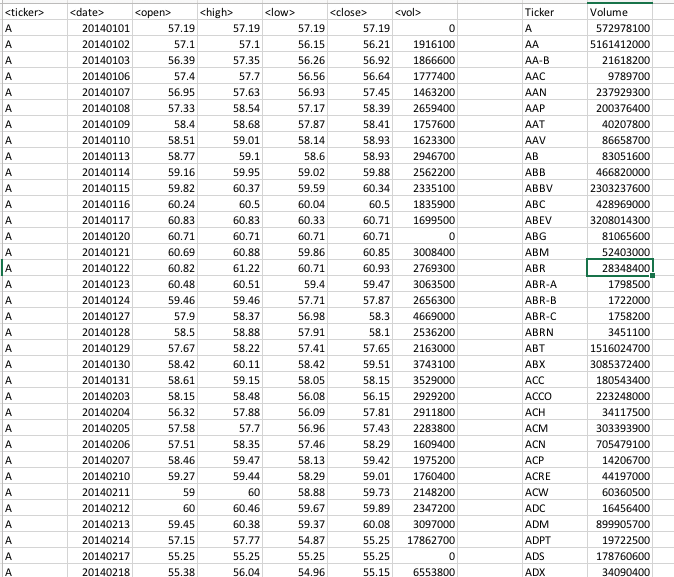 <ticker> <date> <open> <high> <low> <close> <vol> Ticker Volume
A 20140101 57.19 57.19 57.19 57.19 0 A 572978100
A 20140102 57.1 57.1 56.15 56.21 1916100 AA 5161412000
A 20140103 56.39 57.35 56.26 56.92 1866600 AA-B 21618200
A 20140106 57.4 57.7 56.56 56.64 1777400 AAC 9789700
A 20140107 56.95 57.63 56.93 57.45 1463200 AAN 237929300
A 20140108 57.33 58.54 57.17 58.39 2659400 AAP 200376400
A 20140109 58.4 58.68 57.87 58.41 1757600 AAT 40207800
A 20140110 58.51 59.01 58.14 58.93 1623300 AAV 86658700
A 20140113 58.77 59.1 58.6 58.93 2946700 AB 83051600
A 20140114 59.16 59.95 59.02 59.88 2562200 ABB 466820000
A 20140115 59.82 60.37 59.59 60.34 2335100 ABBV 2303237600
A 20140116 60.24 60.5 60.04 60.5 1835900 ABC 428969000
A 20140117 60.83 60.83 60.33 60.71 1699500 ABEV 3208014300
A 20140120 60.71 60.71 60.71 60.71 0 ABG 81065600
A 20140121 60.69 60.88 59.86 60.85 3008400 ABM 52403000
A 20140122 60.82 61.22 60.71 60.93 2769300 ABR 28348400
A 20140123 60.48 60.51 59.4 59.47 3063500 ABR-A 1798500
A 20140124 59.46 59.46 57.71 57.87 2656300 ABR-B 1722000
A 20140127 57.9 58.37 56.98 58.3 4669000 ABR-C 1758200
A 20140128 58.5 58.88 57.91 58.1 2536200 ABRN 3451100
A 20140129 57.67 58.22 57.41 57.65 2163000 ABT 1516024700
A 20140130 58.42 60.11 58.42 59.51 3743100 ABX 3085372400
A 20140131 58.61 59.15 58.05 58.15 3529000 ACC 180543400
A 20140203 58.15 58.48 56.08 56.15 2929200 ACCO 223248000
A 20140204 56.32 57.88 56.09 57.81 2911800 ACH 34117500
A 20140205 57.58 57.7 56.96 57.43 2283800 ACM 303393900
A 20140206 57.51 58.35 57.46 58.29 1609400 ACN 705479100
A 20140207 58.46 59.47 58.13 59.42 1975200 ACP 14206700
A 20140210 59.27 59.44 58.29 59.01 1760400 ACRE 44197000
A 20140211 59 60 58.88 59.73 2148200 ACW 60360500
A 20140212 60 60.46 59.67 59.89 2347200 ADC 16456400
A 20140213 59.45 60.38 59.37 60.08 3097000 ADM 899905700
A 20140214 57.15 57.77 54.87 55.25 17862700 ADPT 19722500
A 20140217 55.25 55.25 55.25 55.25 0 ADS 178760600
A 20140218 55.38 56.04 54.96 55.15 6553800 ADX 34090400